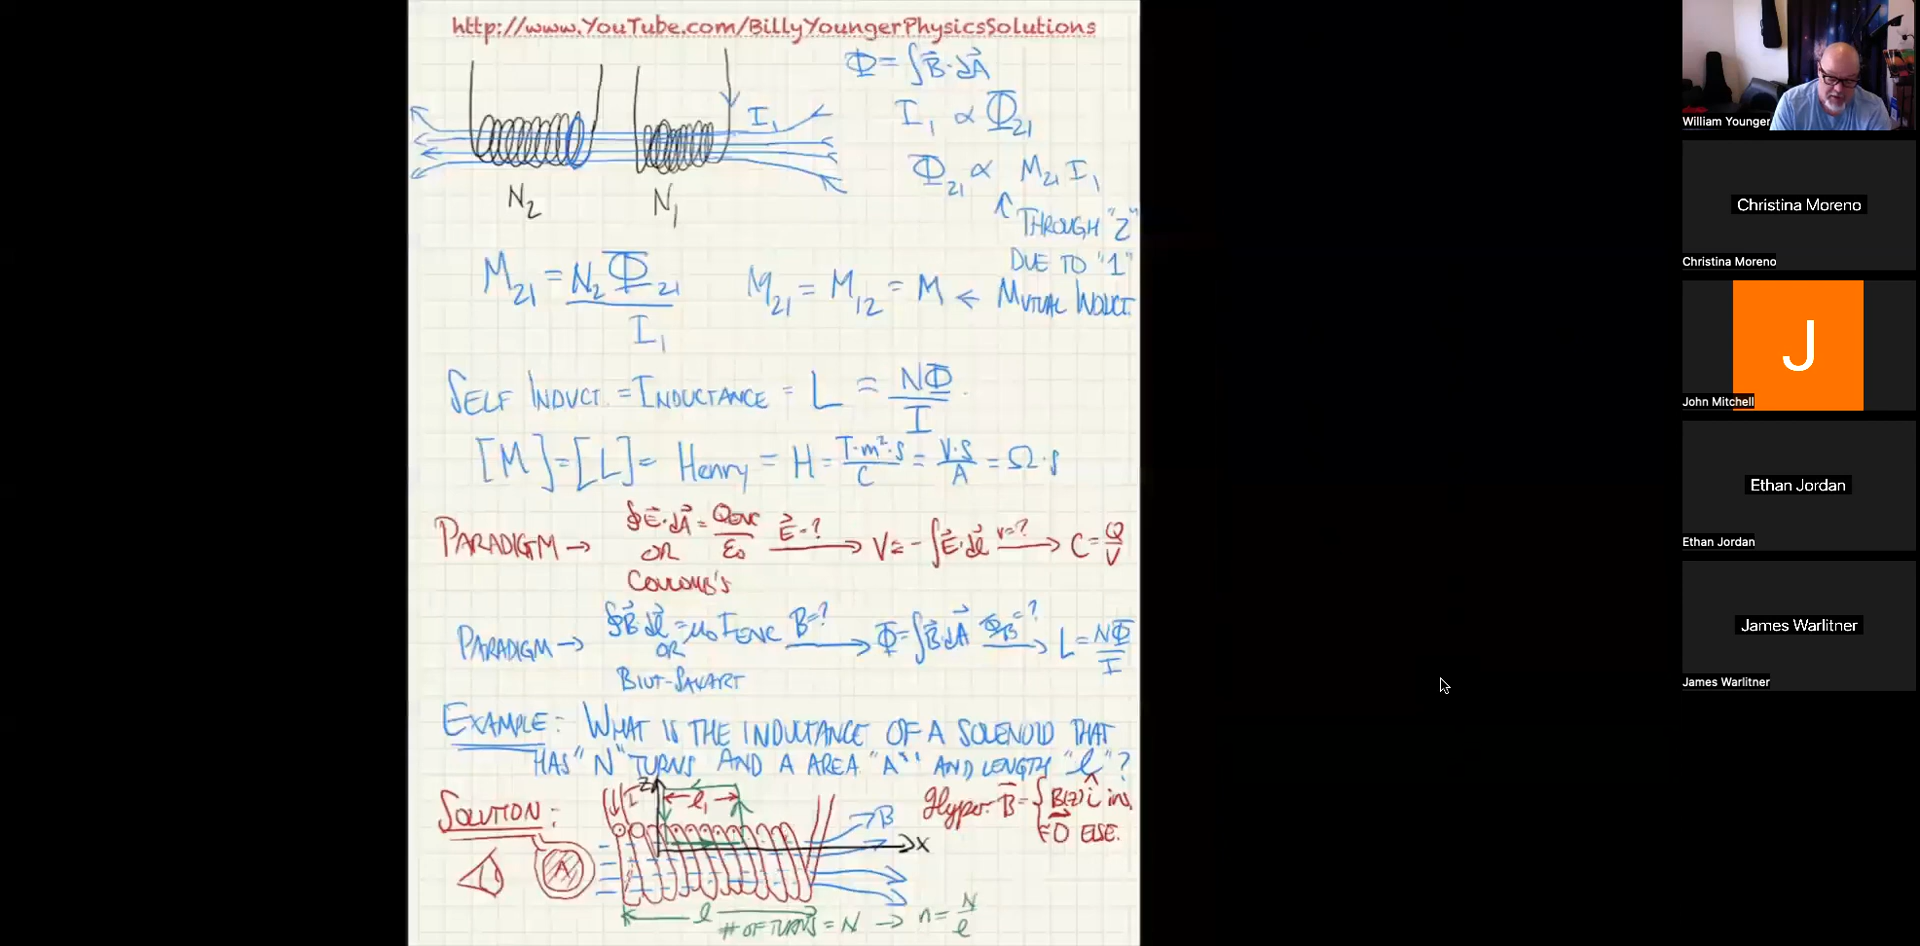 http://www.YouTube.com/BillyYoungerPhysicsSolutions
Φ = ∫B⃗·dA⃗
I₁ ∝ Φ₂₁
Φ₂₁ ∝ M₂₁ I₁
↑ THROUGH "2"
DUE TO "1"
I₁
N₂ N₁
M₂₁ = N₂Φ₂₁ / I₁
M₂₁ = M₁₂ = M ← MUTUAL INDUCT.
SELF INDUCT. = INDUCTANCE = L = NΦ / I
[M] = [L] = Henry = H = T·m²·s / C = V·s / A = Ω·s
PARADIGM → ∮E⃗·dA⃗ = Qenc / ε₀ E⃗-? → V = -∫E⃗·dℓ⃗ V=? → C = Q / V
OR
COULOMB'S
PARADIGM → ∮B⃗·dℓ⃗ = μ₀ IENC B=? → Φ = ∫B⃗·dA⃗ ΦB=? → L = NΦ / I
OR
BIOT-SAVART
EXAMPLE: WHAT IS THE INDUCTANCE OF A SOLENOID THAT
HAS "N" TURNS AND A AREA "A" AND LENGTH "ℓ"?
SOLUTION:
I z ℓ₁
B
x
A
Hyper. B⃗ = { B(z) î in,
= 0⃗ ELSE.
ℓ
# OF TURNS = N → n = N / ℓ
William Younger
Christina Moreno
Christina Moreno
J
John Mitchell
Ethan Jordan
Ethan Jordan
James Warlitner
James Warlitner